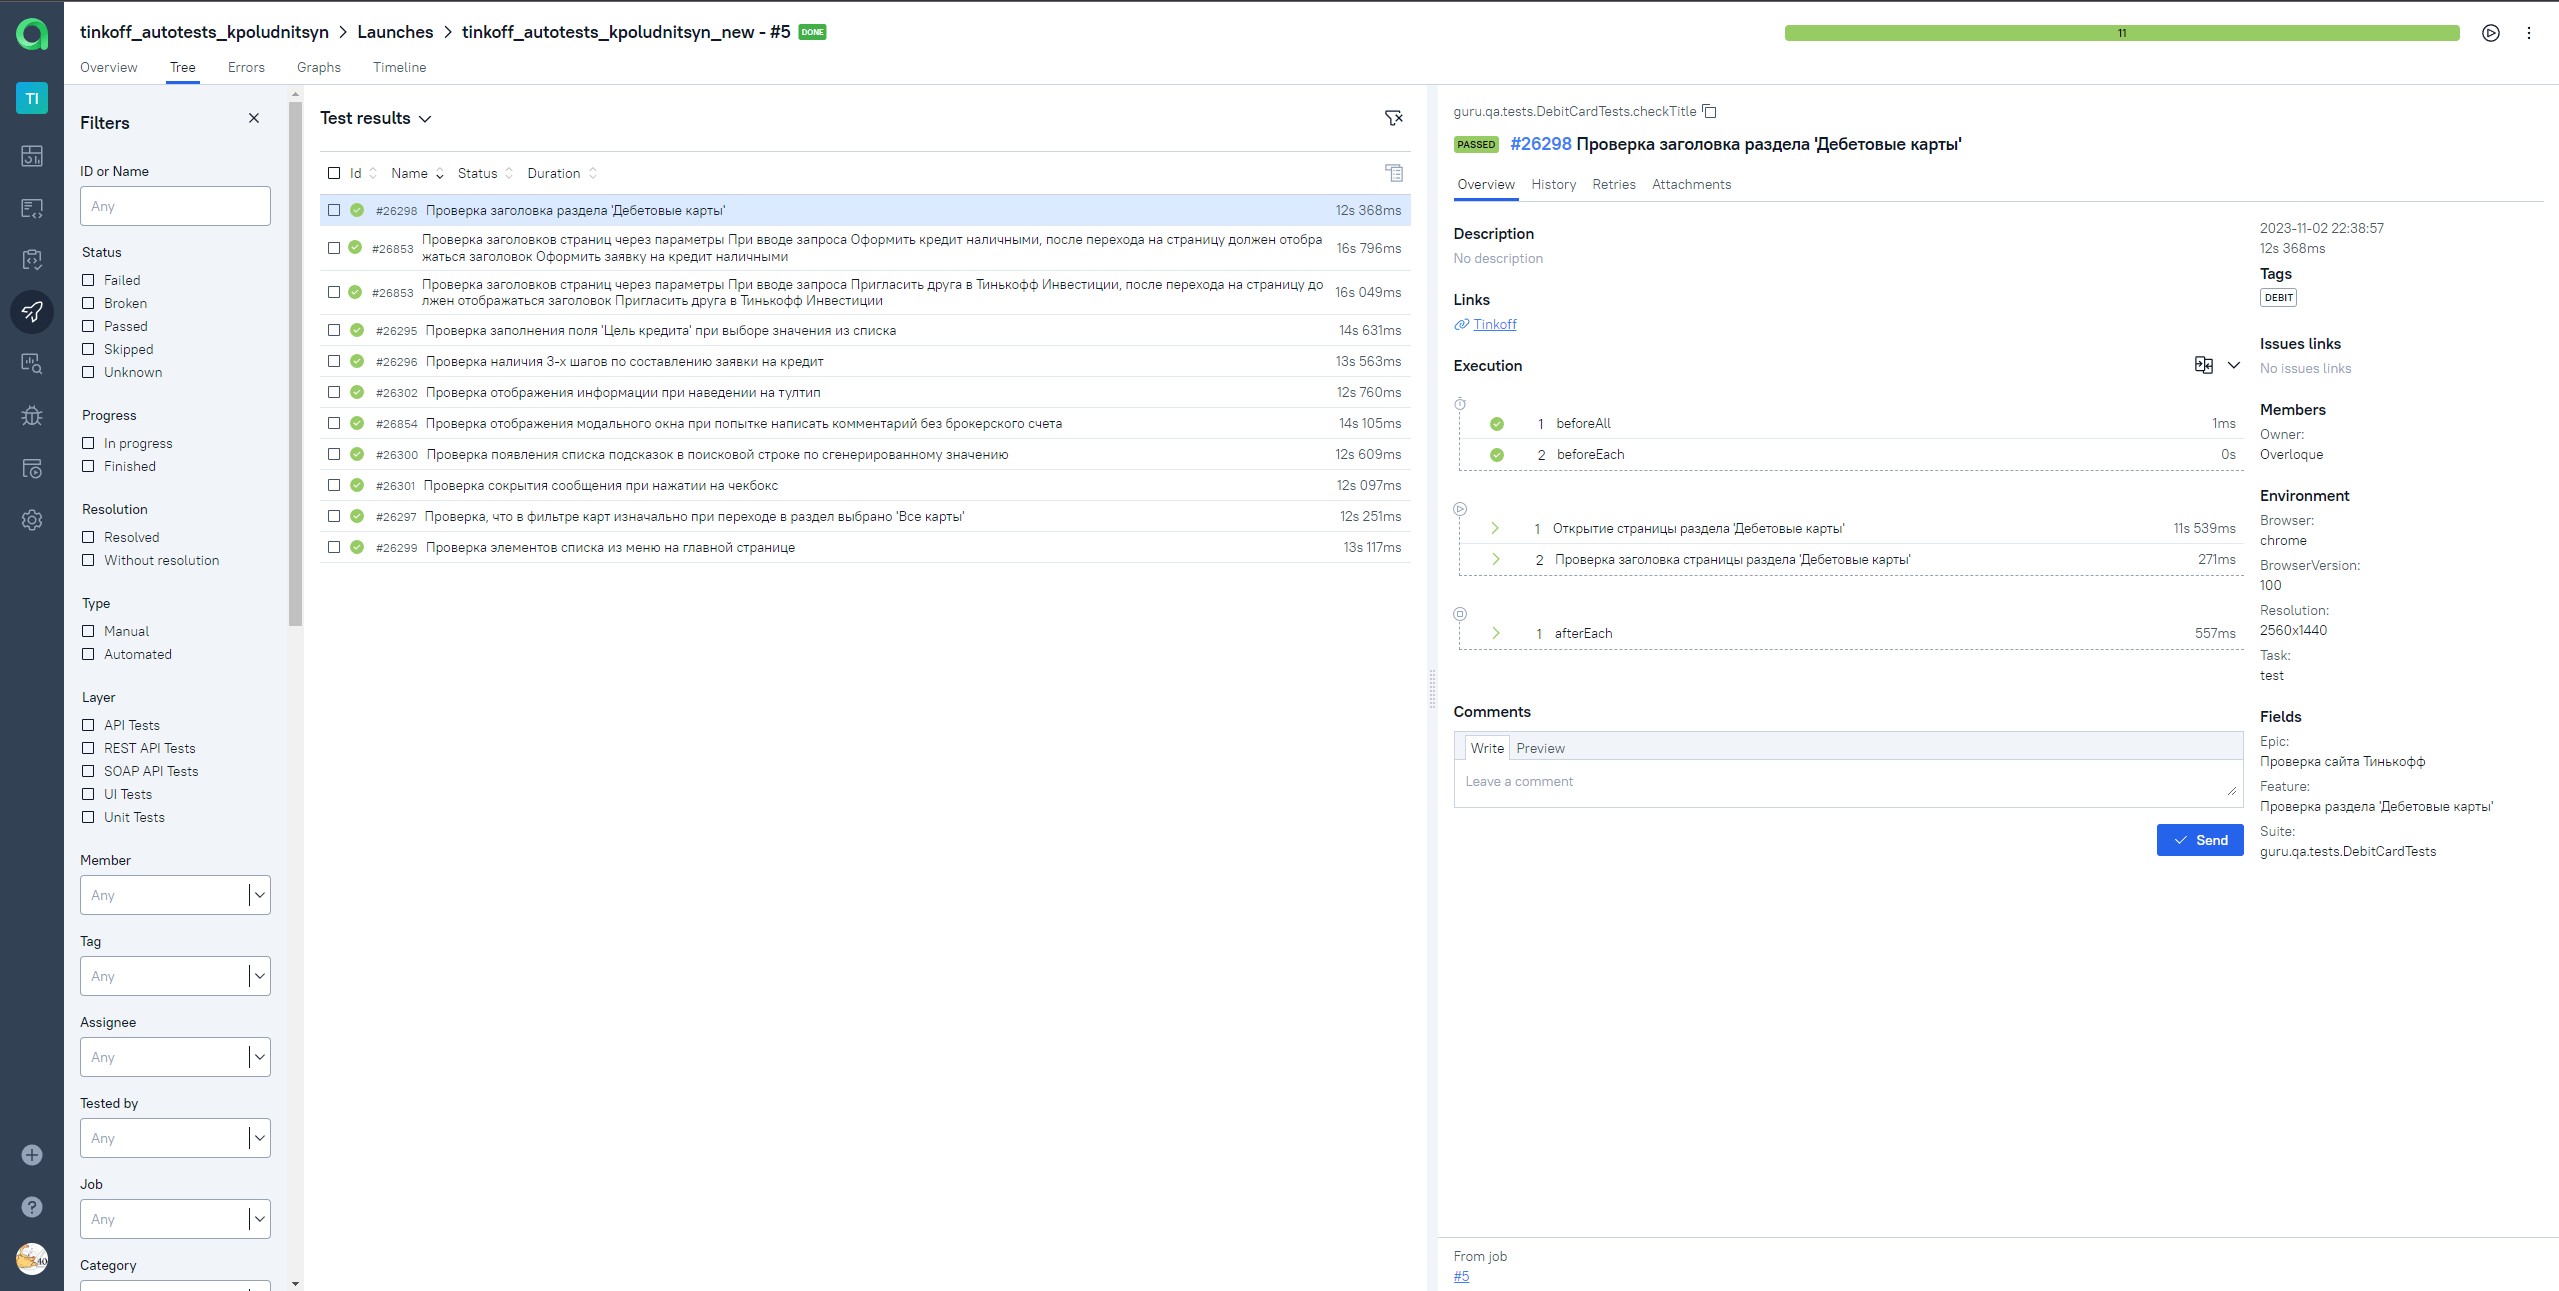 tinkoff_autotests_kpoludnitsyn > Launches > tinkoff_autotests_kpoludnitsyn_new - #5 DONE
11
Overview Tree Errors Graphs Timeline
TI
Filters
ID or Name
Any
Status
Failed
Broken
Passed
Skipped
Unknown
Progress
In progress
Finished
Resolution
Resolved
Without resolution
Type
Manual
Automated
Layer
API Tests
REST API Tests
SOAP API Tests
UI Tests
Unit Tests
Member
Any
Tag
Any
Assignee
Any
Tested by
Any
Job
Any
Category
Test results
Id Name Status Duration
#26298 Проверка заголовка раздела 'Дебетовые карты' 12s 368ms
#26853 Проверка заголовков страниц через параметры При вводе запроса Оформить кредит наличными, после перехода на страницу должен отобра
жаться заголовок Оформить заявку на кредит наличными 16s 796ms
#26853 Проверка заголовков страниц через параметры При вводе запроса Пригласить друга в Тинькофф Инвестиции, после перехода на страницу до
лжен отображаться заголовок Пригласить друга в Тинькофф Инвестиции 16s 049ms
#26295 Проверка заполнения поля 'Цель кредита' при выборе значения из списка 14s 631ms
#26296 Проверка наличия 3-х шагов по составлению заявки на кредит 13s 563ms
#26302 Проверка отображения информации при наведении на тултип 12s 760ms
#26854 Проверка отображения модального окна при попытке написать комментарий без брокерского счета 14s 105ms
#26300 Проверка появления списка подсказок в поисковой строке по сгенерированному значению 12s 609ms
#26301 Проверка сокрытия сообщения при нажатии на чекбокс 12s 097ms
#26297 Проверка, что в фильтре карт изначально при переходе в раздел выбрано 'Все карты' 12s 251ms
#26299 Проверка элементов списка из меню на главной странице 13s 117ms
guru.qa.tests.DebitCardTests.checkTitle
PASSED #26298 Проверка заголовка раздела 'Дебетовые карты'
Overview History Retries Attachments
Description
No description
Links
Tinkoff
Execution
1 beforeAll 1ms
2 beforeEach 0s
1 Открытие страницы раздела 'Дебетовые карты' 11s 539ms
2 Проверка заголовка страницы раздела 'Дебетовые карты' 271ms
1 afterEach 557ms
Comments
Write Preview
Leave a comment
Send
2023-11-02 22:38:57
12s 368ms
Tags
DEBIT
Issues links
No issues links
Members
Owner:
Overloque
Environment
Browser:
chrome
BrowserVersion:
100
Resolution:
2560x1440
Task:
test
Fields
Epic:
Проверка сайта Тинькофф
Feature:
Проверка раздела 'Дебетовые карты'
Suite:
guru.qa.tests.DebitCardTests
From job
#5